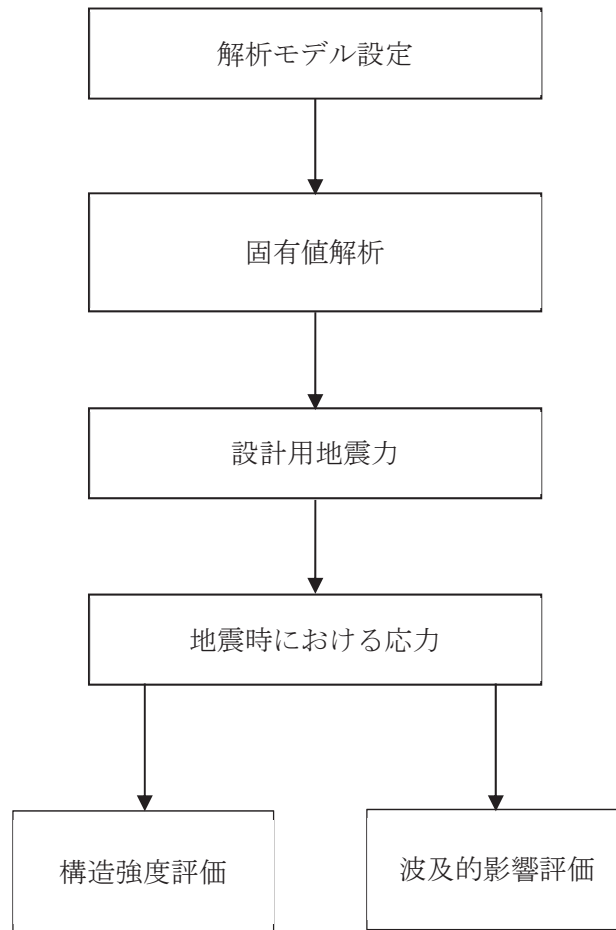 解析モデル設定
固有値解析
設計用地震力
地震時における応力
構造強度評価
波及的影響評価